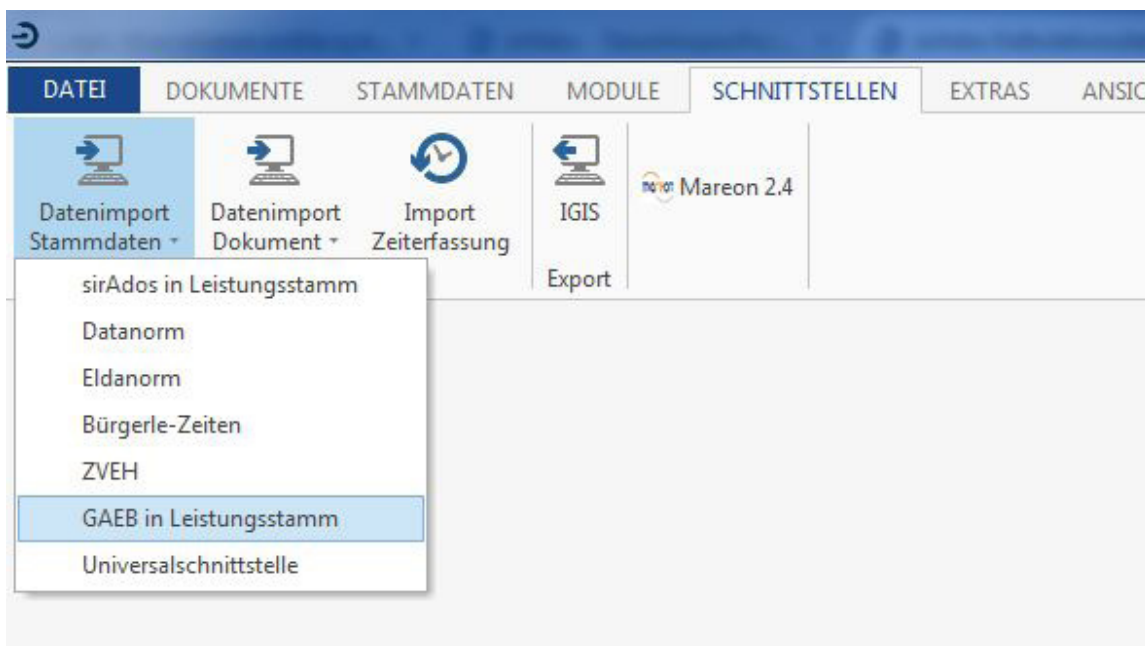 DATEI DOKUMENTE STAMMDATEN MODULE SCHNITTSTELLEN EXTRAS ANSIC
Datenimport Stammdaten
Datenimport Dokument
Import Zeiterfassung
IGIS
Mareon 2.4
Export
sirAdos in Leistungsstamm
Datanorm
Eldanorm
Bürgerle-Zeiten
ZVEH
GAEB in Leistungsstamm
Universalschnittstelle